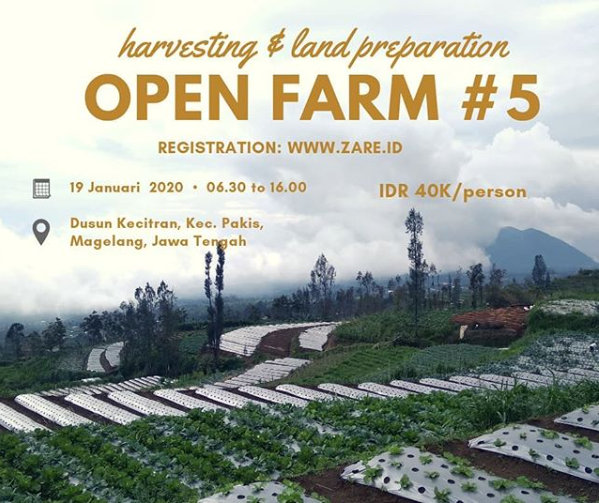 harvesting & land preparation
OPEN FARM #5
REGISTRATION: WWW.ZARE.ID
19 Januari 2020 • 06.30 to 16.00
IDR 40K/person
Dusun Kecitran, Kec. Pakis,
Magelang, Jawa Tengah